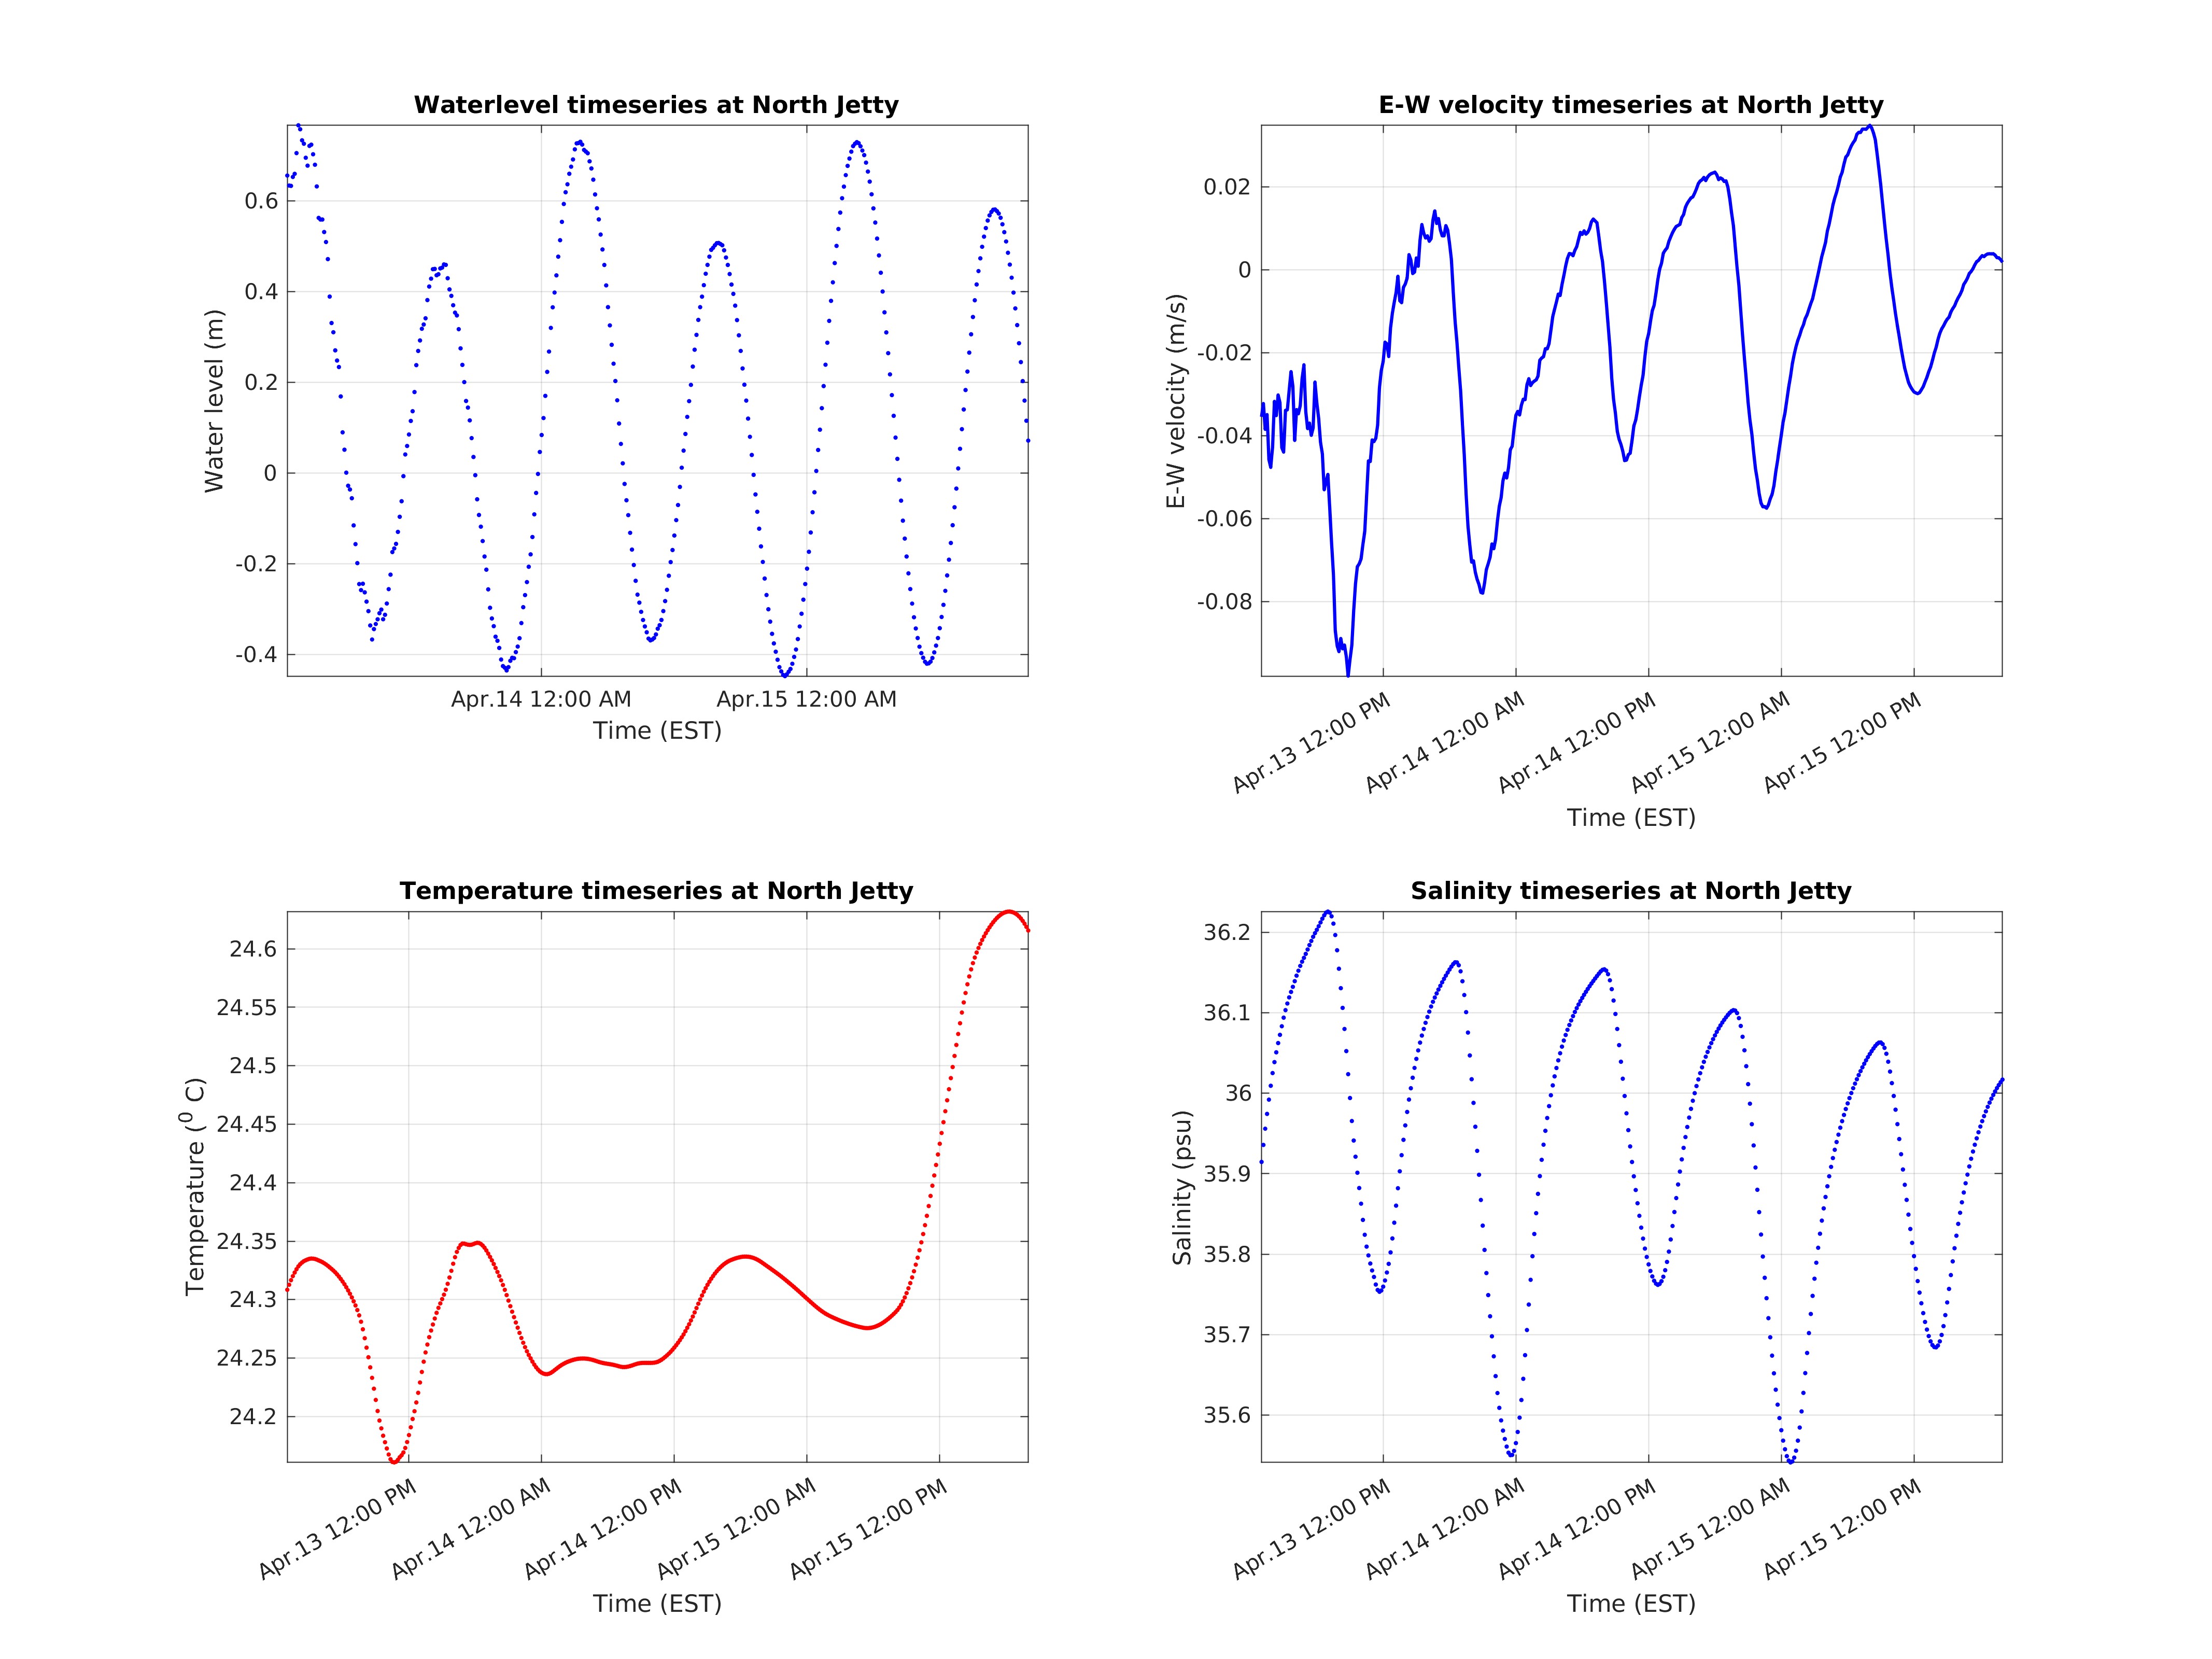 Waterlevel timeseries at North Jetty
0.6
0.4
0.2
0
-0.2
-0.4
Water level (m)
Apr.14 12:00 AM
Apr.15 12:00 AM
Time (EST)
E-W velocity timeseries at North Jetty
0.02
0
-0.02
-0.04
-0.06
-0.08
E-W velocity (m/s)
Apr.13 12:00 PM
Apr.14 12:00 AM
Apr.14 12:00 PM
Apr.15 12:00 AM
Apr.15 12:00 PM
Time (EST)
Temperature timeseries at North Jetty
24.6
24.55
24.5
24.45
24.4
24.35
24.3
24.25
24.2
Temperature (⁰ C)
Apr.13 12:00 PM
Apr.14 12:00 AM
Apr.14 12:00 PM
Apr.15 12:00 AM
Apr.15 12:00 PM
Time (EST)
Salinity timeseries at North Jetty
36.2
36.1
36
35.9
35.8
35.7
35.6
Salinity (psu)
Apr.13 12:00 PM
Apr.14 12:00 AM
Apr.14 12:00 PM
Apr.15 12:00 AM
Apr.15 12:00 PM
Time (EST)